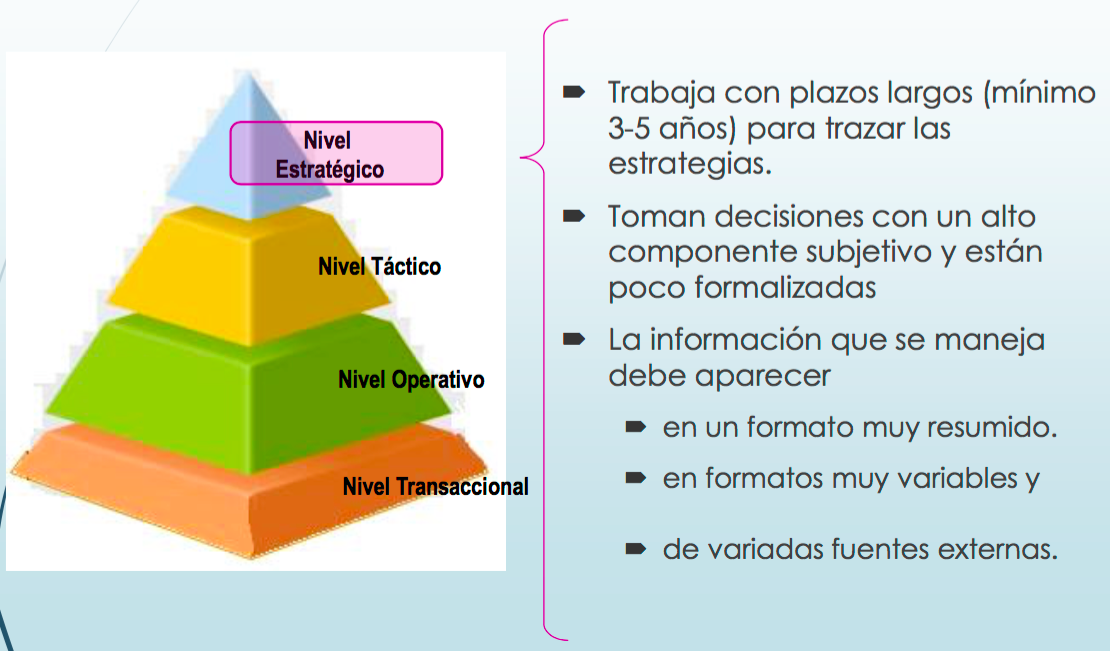 Nivel
Estratégico
Nivel Táctico
Nivel Operativo
Nivel Transaccional
Trabaja con plazos largos (mínimo
3-5 años) para trazar las
estrategias.
Toman decisiones con un alto
componente subjetivo y están
poco formalizadas
La información que se maneja
debe aparecer
en un formato muy resumido.
en formatos muy variables y
de variadas fuentes externas.